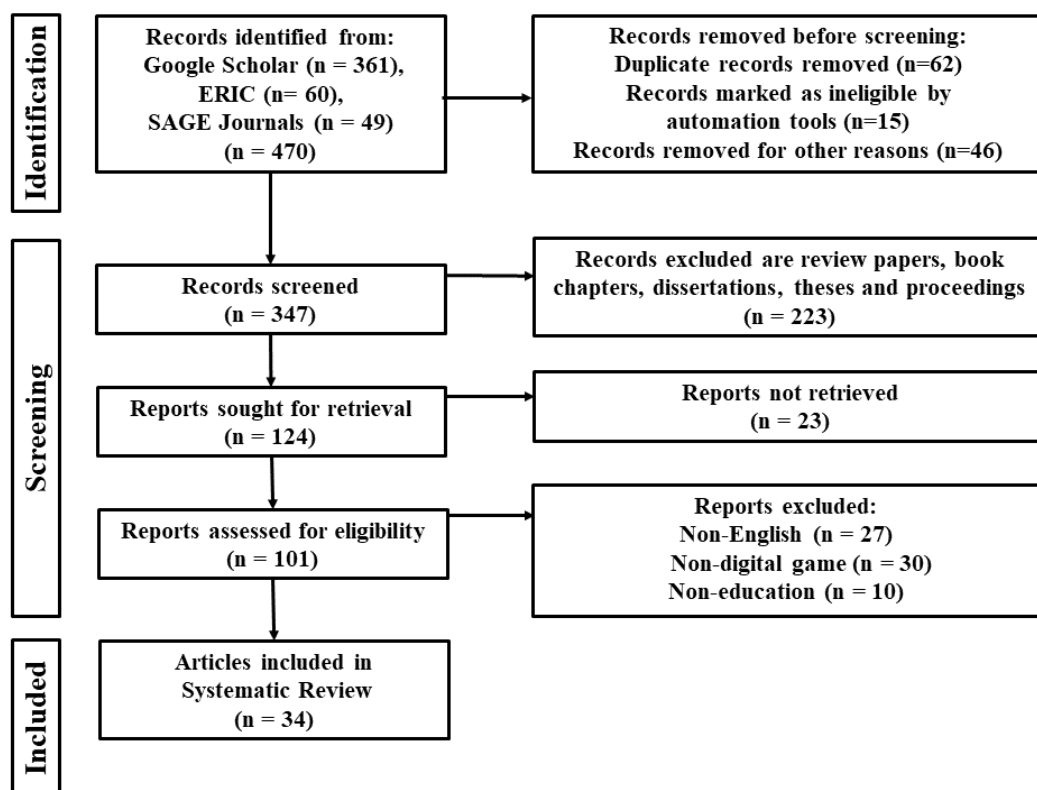 Identification
Records identified from:
Google Scholar (n = 361),
ERIC (n= 60),
SAGE Journals (n = 49)
(n = 470)
Records removed before screening:
Duplicate records removed (n=62)
Records marked as ineligible by
automation tools (n=15)
Records removed for other reasons (n=46)
Screening
Records screened
(n = 347)
Records excluded are review papers, book
chapters, dissertations, theses and proceedings
(n = 223)
Reports sought for retrieval
(n = 124)
Reports not retrieved
(n = 23)
Reports assessed for eligibility
(n = 101)
Reports excluded:
Non-English (n = 27)
Non-digital game (n = 30)
Non-education (n = 10)
Included
Articles included in
Systematic Review
(n = 34)